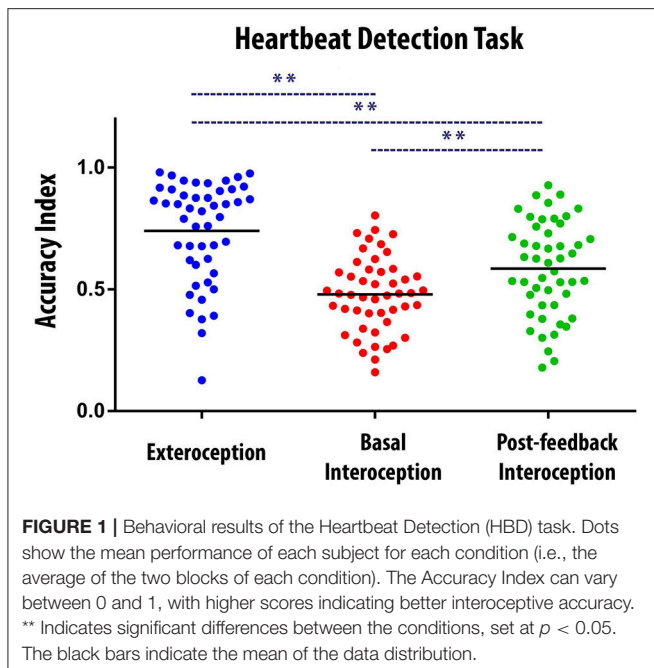 Heartbeat Detection Task
**
**
**
Accuracy Index
1.0
0.5
0.0
Exteroception
Basal
Interoception
Post-feedback
Interoception
FIGURE 1 | Behavioral results of the Heartbeat Detection (HBD) task. Dots
show the mean performance of each subject for each condition (i.e., the
average of the two blocks of each condition). The Accuracy Index can vary
between 0 and 1, with higher scores indicating better interoceptive accuracy.
** Indicates significant differences between the conditions, set at p < 0.05.
The black bars indicate the mean of the data distribution.